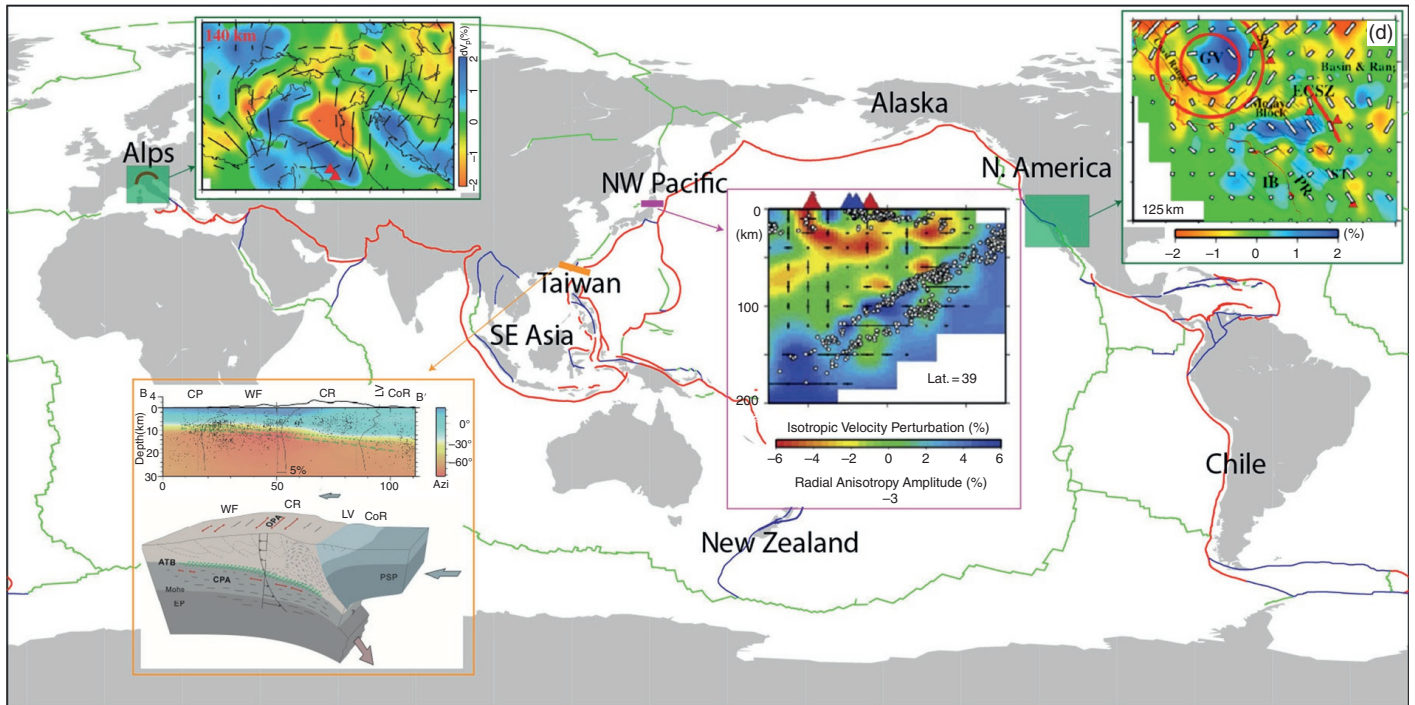 140 km
dVp(%)
2
1
0
−1
−2
Alps
Alaska
N. America
NW Pacific
Taiwan
SE Asia
New Zealand
Chile
(d)
GV
Basin & Rang
ECSZ
Mojave
Block
IB
PR
ST
125 km
(%)
−2 −1 0 1 2
0
(km)
100
200
Lat. = 39
Isotropic Velocity Perturbation (%)
−6 −4 −2 0 2 4 6
Radial Anisotropy Amplitude (%)
−3
B CP WF CR LV CoR B′
4
0
10
20
30
Depth(km)
0 50 100
5%
0°
−30°
−60°
Azi
WF CR LV CoR
OPA
ATB
CPA
Moho
EP
PSP
?